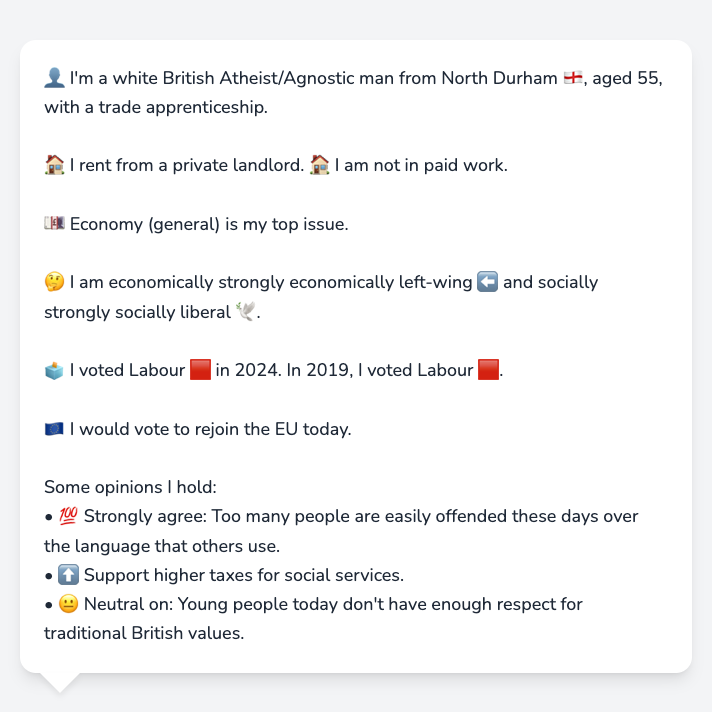 👤 I'm a white British Atheist/Agnostic man from North Durham 🏴󠁧󠁢󠁥󠁮󠁧󠁿, aged 55,
with a trade apprenticeship.
🏠 I rent from a private landlord. 🏠 I am not in paid work.
💷 Economy (general) is my top issue.
🤔 I am economically strongly economically left-wing ⬅️ and socially
strongly socially liberal 🕊️.
🗳️ I voted Labour 🟥 in 2024. In 2019, I voted Labour 🟥.
🇪🇺 I would vote to rejoin the EU today.
Some opinions I hold:
• 💯 Strongly agree: Too many people are easily offended these days over
the language that others use.
• ⬆️ Support higher taxes for social services.
• 😐 Neutral on: Young people today don't have enough respect for
traditional British values.